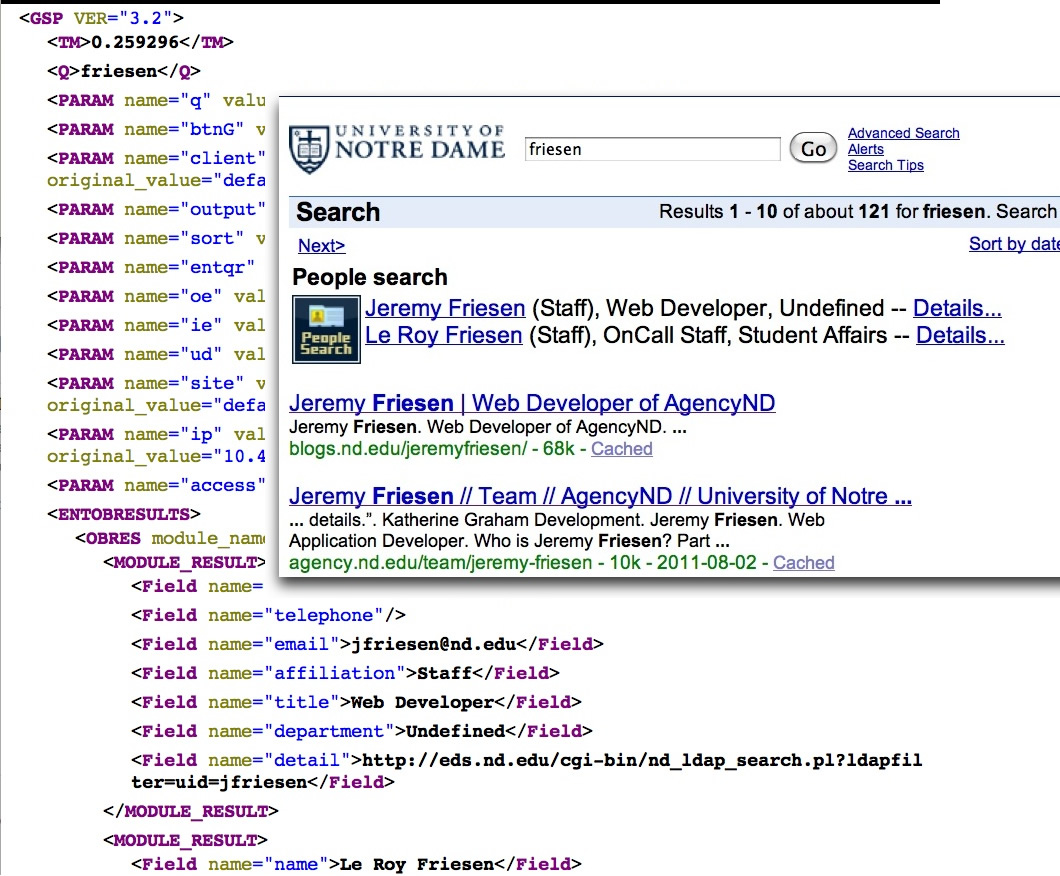 <GSP VER="3.2">
<TM>0.259296</TM>
<Q>friesen</Q>
<PARAM name="q" valu
<PARAM name="btnG" v
<PARAM name="client"
original_value="defa
<PARAM name="output"
<PARAM name="sort" v
<PARAM name="entqr"
<PARAM name="oe" val
<PARAM name="ie" val
<PARAM name="ud" val
<PARAM name="site" v
original_value="defa
<PARAM name="ip" val
original_value="10.4
<PARAM name="access"
<ENTOBRESULTS>
<OBRES module_name
<MODULE_RESULT>
<Field name=
<Field name="telephone"/>
<Field name="email">jfriesen@nd.edu</Field>
<Field name="affiliation">Staff</Field>
<Field name="title">Web Developer</Field>
<Field name="department">Undefined</Field>
<Field name="detail">http://eds.nd.edu/cgi-bin/nd_ldap_search.pl?ldapfil
ter=uid=jfriesen</Field>
</MODULE_RESULT>
<MODULE_RESULT>
<Field name="name">Le Roy Friesen</Field>
UNIVERSITY OF
NOTRE DAME
friesen
Go
Advanced Search
Alerts
Search Tips
Search
Results 1 - 10 of about 121 for friesen. Search
Next>
Sort by date
People search
People
Search
Jeremy Friesen (Staff), Web Developer, Undefined -- Details...
Le Roy Friesen (Staff), OnCall Staff, Student Affairs -- Details...
Jeremy Friesen | Web Developer of AgencyND
Jeremy Friesen. Web Developer of AgencyND. ...
blogs.nd.edu/jeremyfriesen/ - 68k - Cached
Jeremy Friesen // Team // AgencyND // University of Notre ...
... details.”. Katherine Graham Development. Jeremy Friesen. Web
Application Developer. Who is Jeremy Friesen? Part ...
agency.nd.edu/team/jeremy-friesen - 10k - 2011-08-02 - Cached